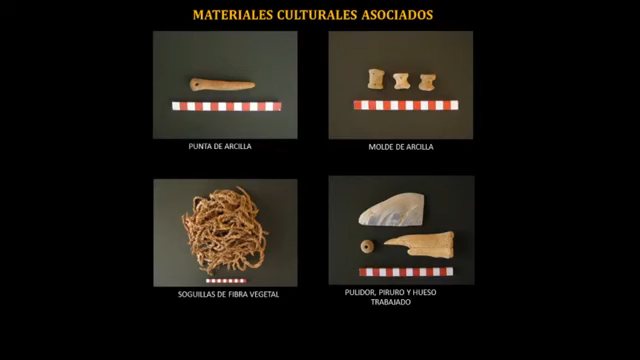 MATERIALES CULTURALES ASOCIADOS
PUNTA DE ARCILLA
MOLDE DE ARCILLA
SOGUILLAS DE FIBRA VEGETAL
PULIDOR, PIRURO Y HUESO
TRABAJADO